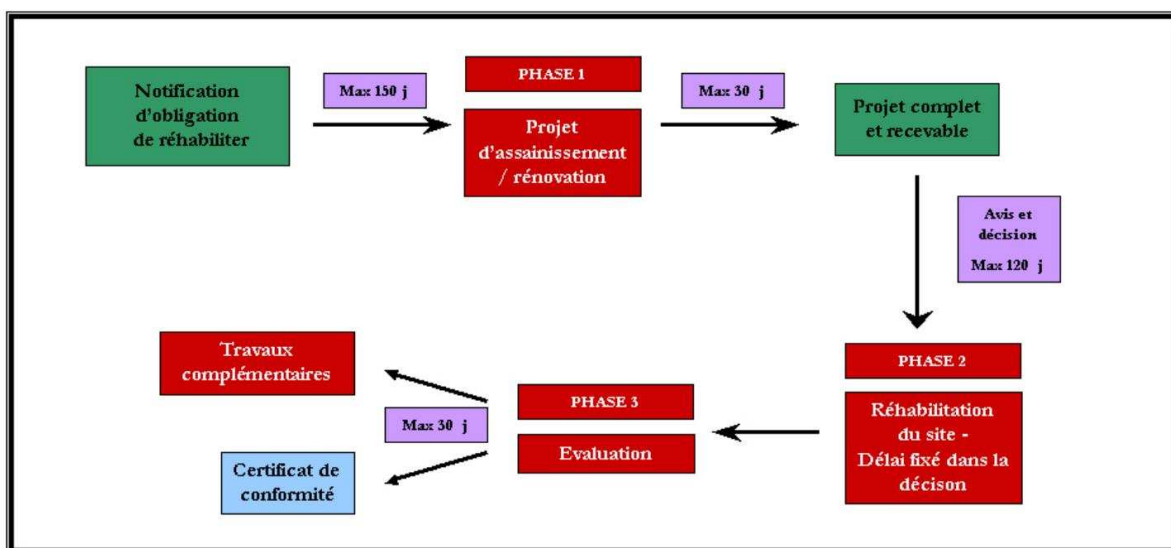 Notification
d'obligation
de réhabiliter
Max 150 j
PHASE 1
Projet
d'assainissement
/ rénovation
Max 30 j
Projet complet
et recevable
Avis et
décision
Max 120 j
PHASE 2
Réhabilitation
du site -
Délai fixé dans la
décison
PHASE 3
Evaluation
Max 30 j
Travaux
complémentaires
Certificat de
conformité